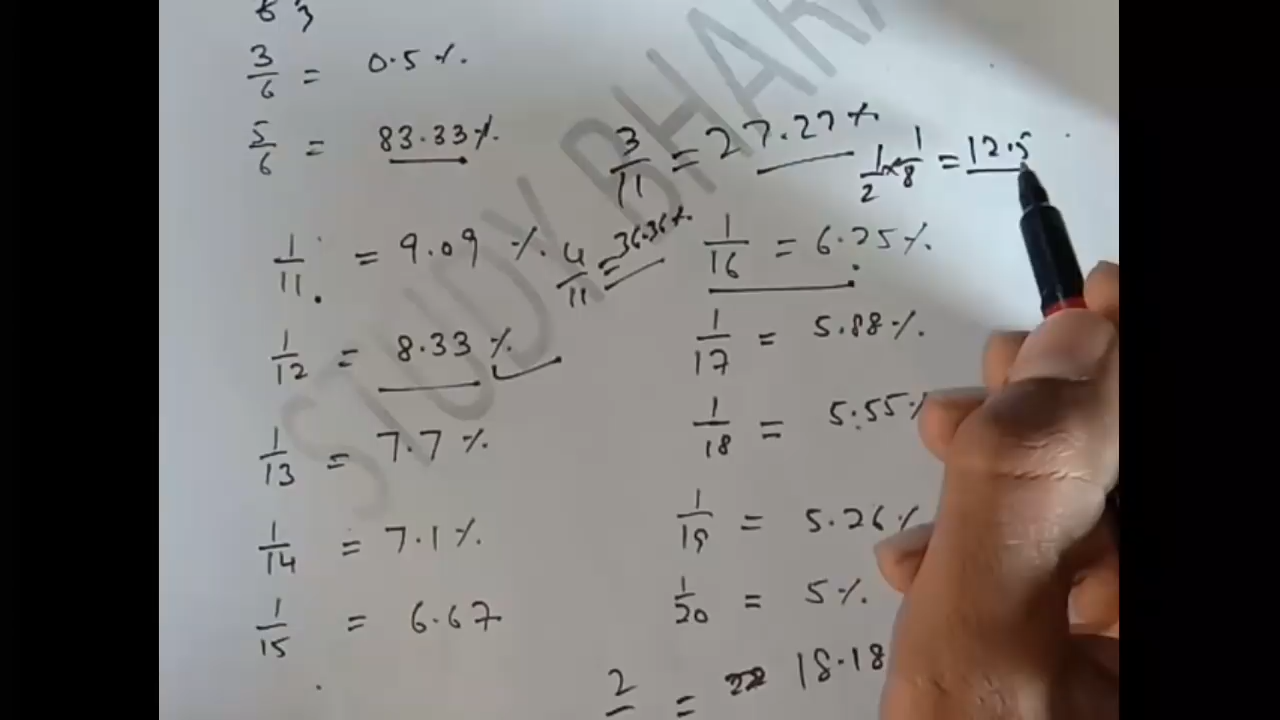 6 3
3/6 = 0.5 %.
5/6 = 83.33%.
3/11 = 27.27%
1/2 × 1/8 = 12.5
1/11 = 9.09 %.
4/11 = 36.36%.
1/16 = 6.25%.
1/12 = 8.33 %.
1/17 = 5.88%.
1/13 = 7.7 %.
1/18 = 5.55%
1/14 = 7.1%.
1/19 = 5.26%
1/15 = 6.67
1/20 = 5%.
2 = 18.18
STUDY BHARA